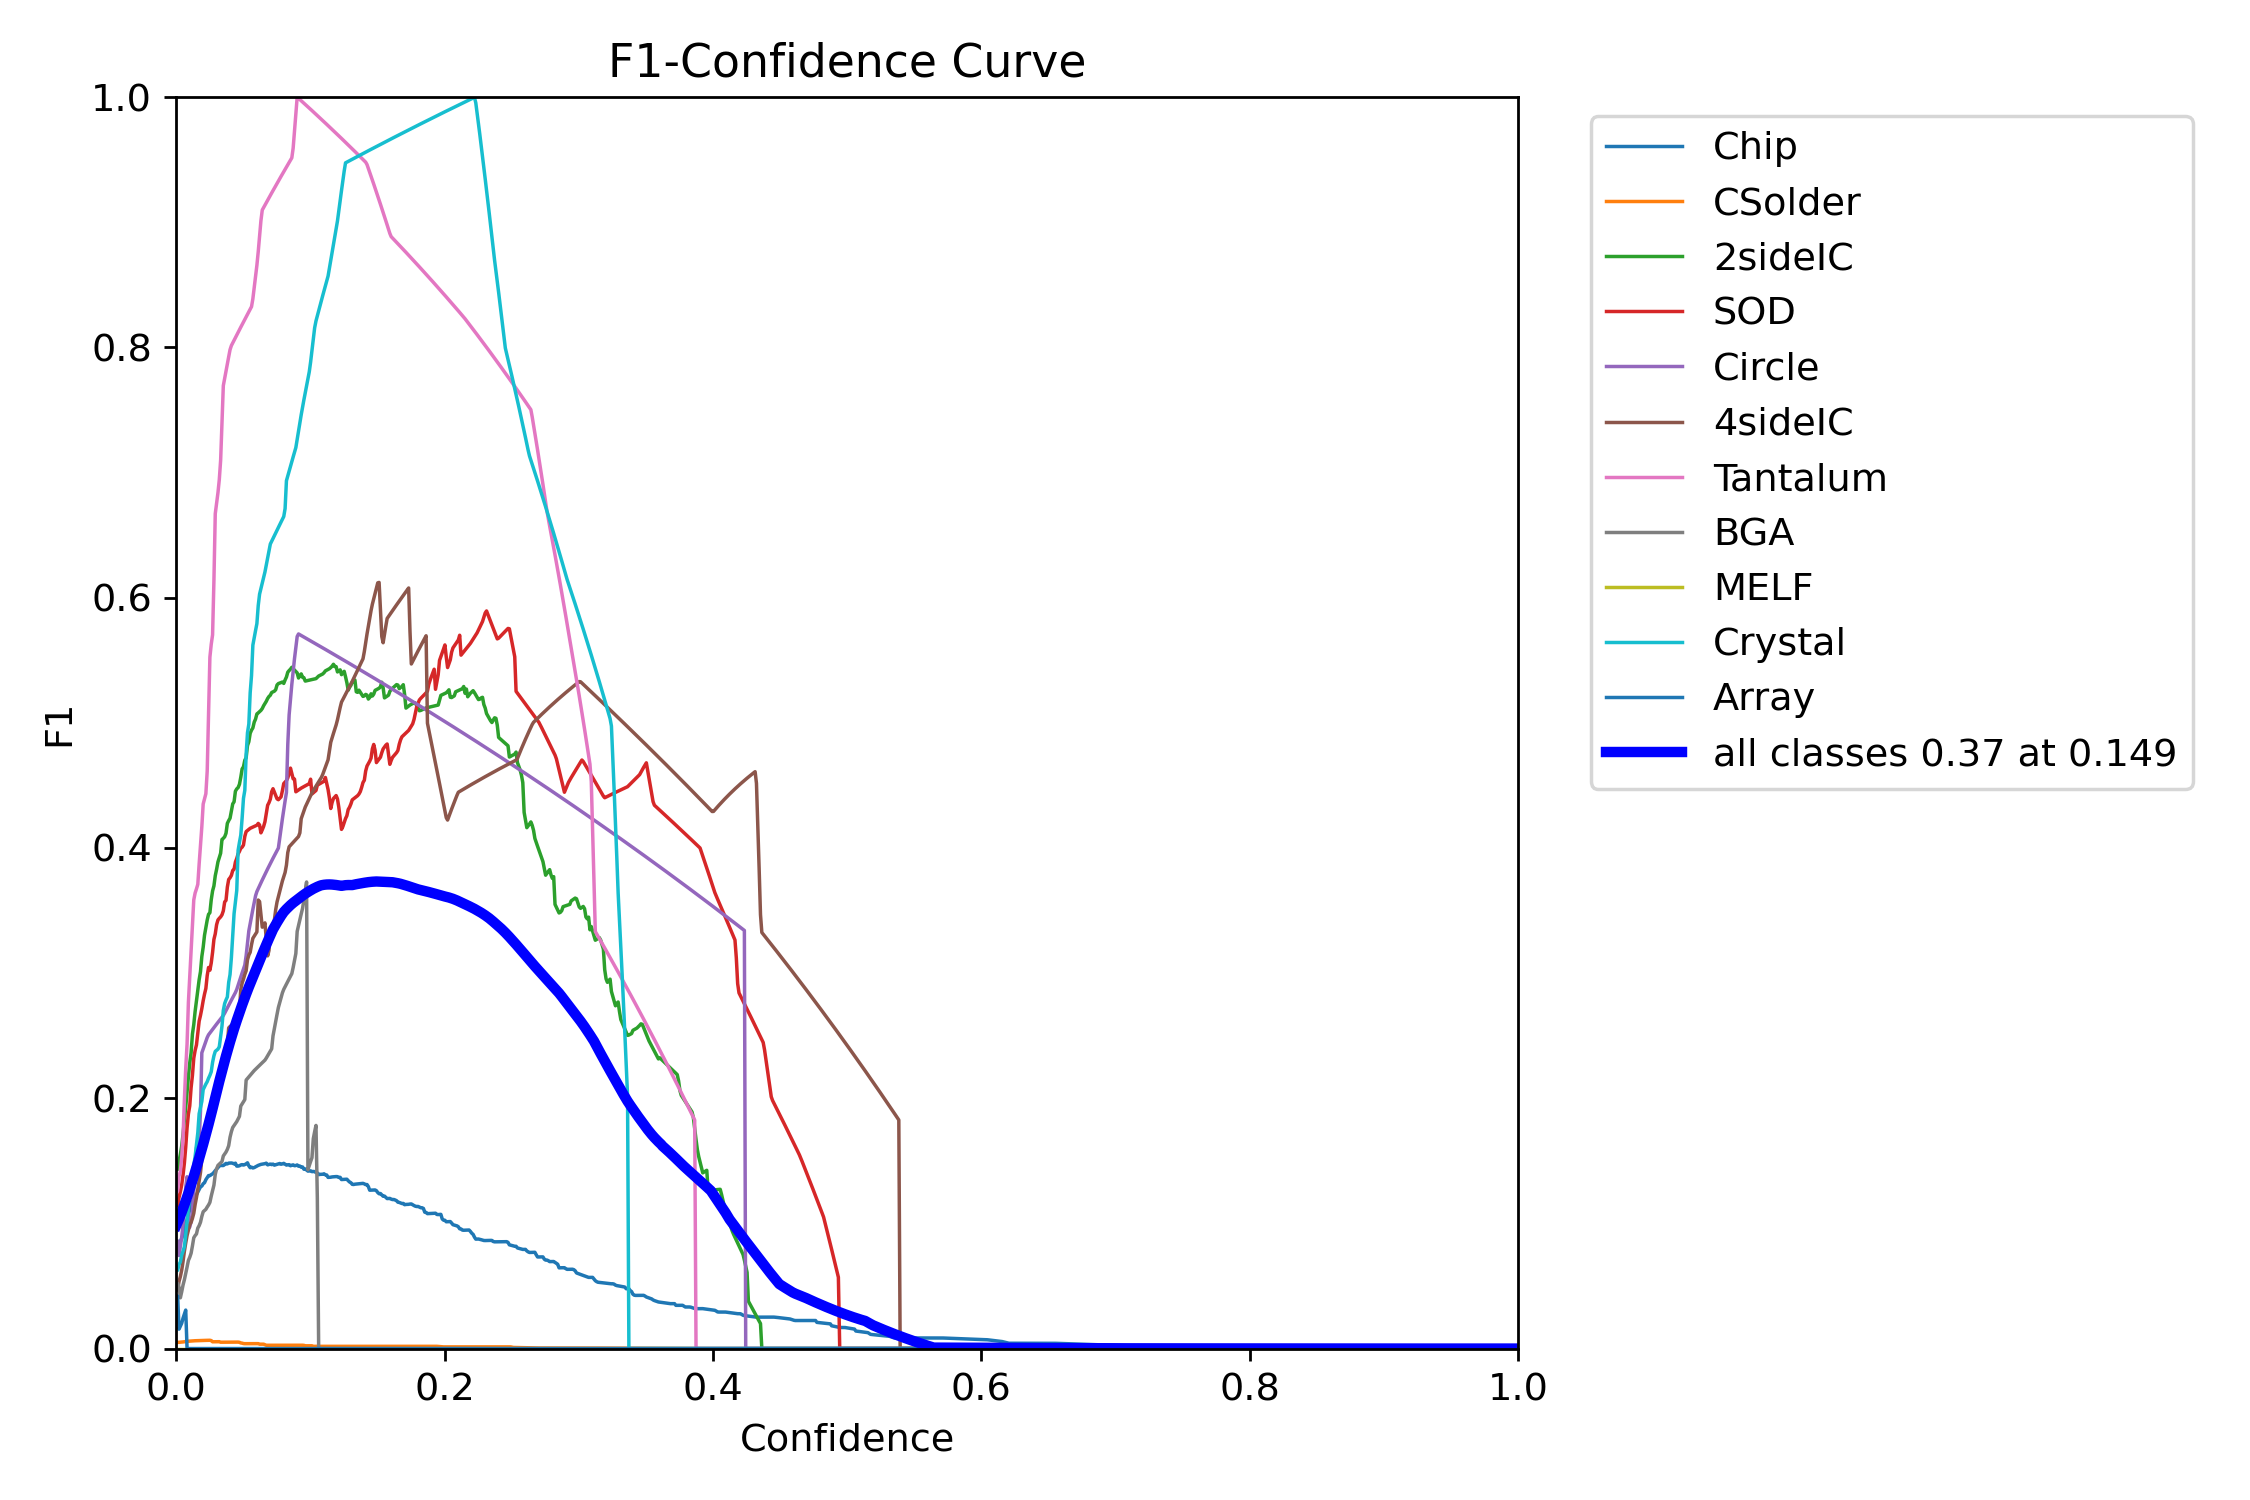 F1-Confidence Curve
1.0
0.8
0.6
0.4
0.2
0.0
F1
0.0 0.2 0.4 0.6 0.8 1.0
Confidence
Chip
CSolder
2sideIC
SOD
Circle
4sideIC
Tantalum
BGA
MELF
Crystal
Array
all classes 0.37 at 0.149